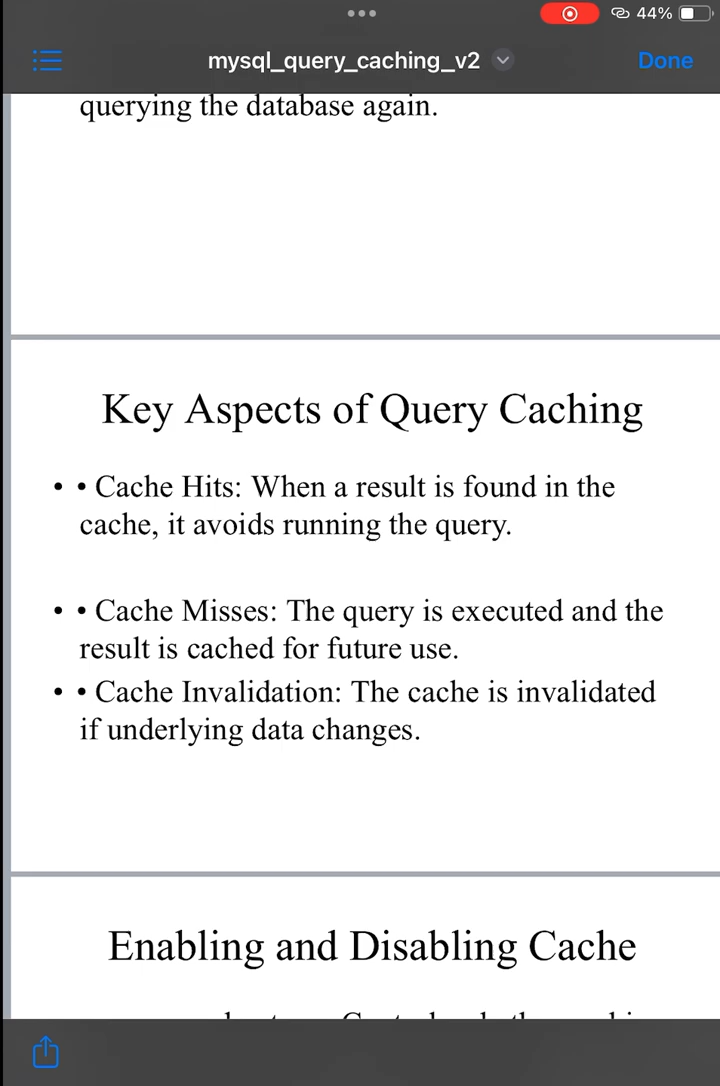 44%
mysql_query_caching_v2
Done
querying the database again.
Key Aspects of Query Caching
• • Cache Hits: When a result is found in the
cache, it avoids running the query.
• • Cache Misses: The query is executed and the
result is cached for future use.
• • Cache Invalidation: The cache is invalidated
if underlying data changes.
Enabling and Disabling Cache